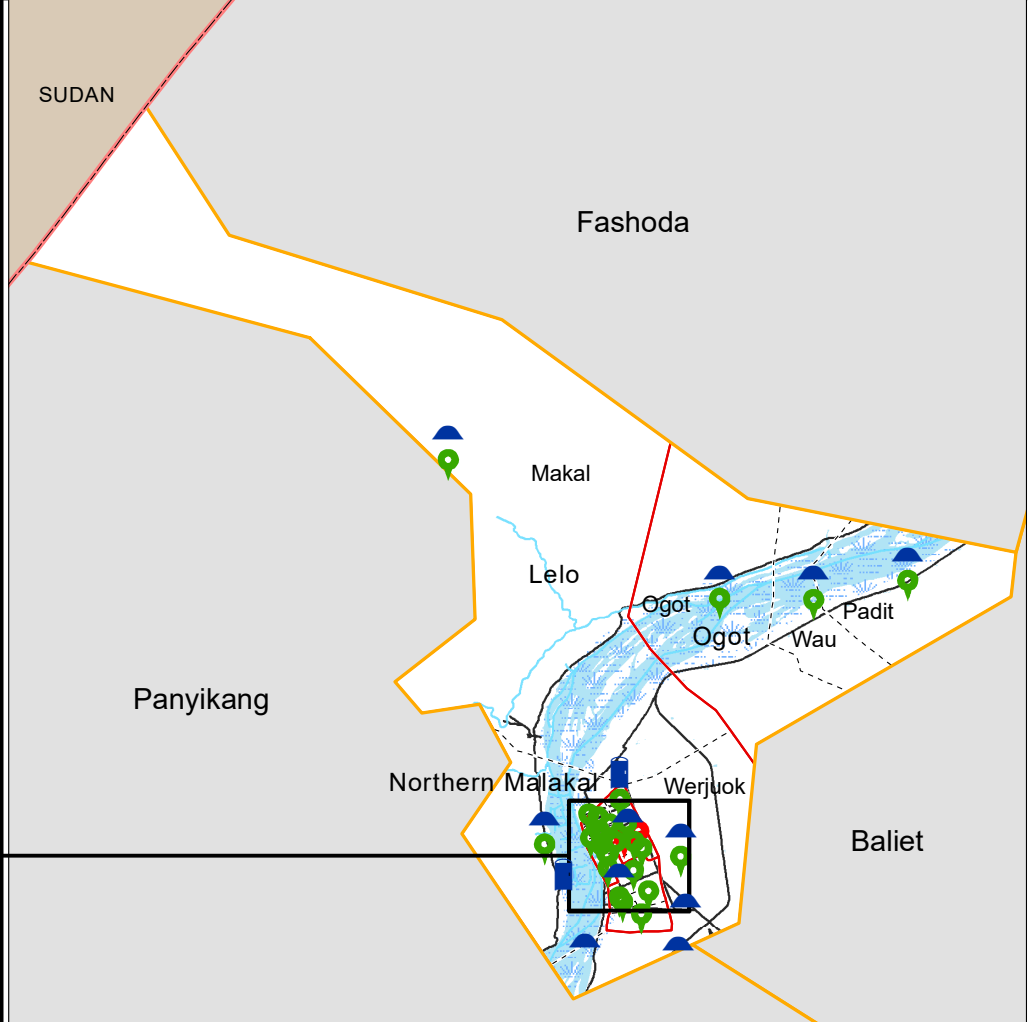 SUDAN
Fashoda
Makal
Lelo
Ogot
Padit
Ogot
Wau
Panyikang
Northern Malakal
Werjuok
Baliet